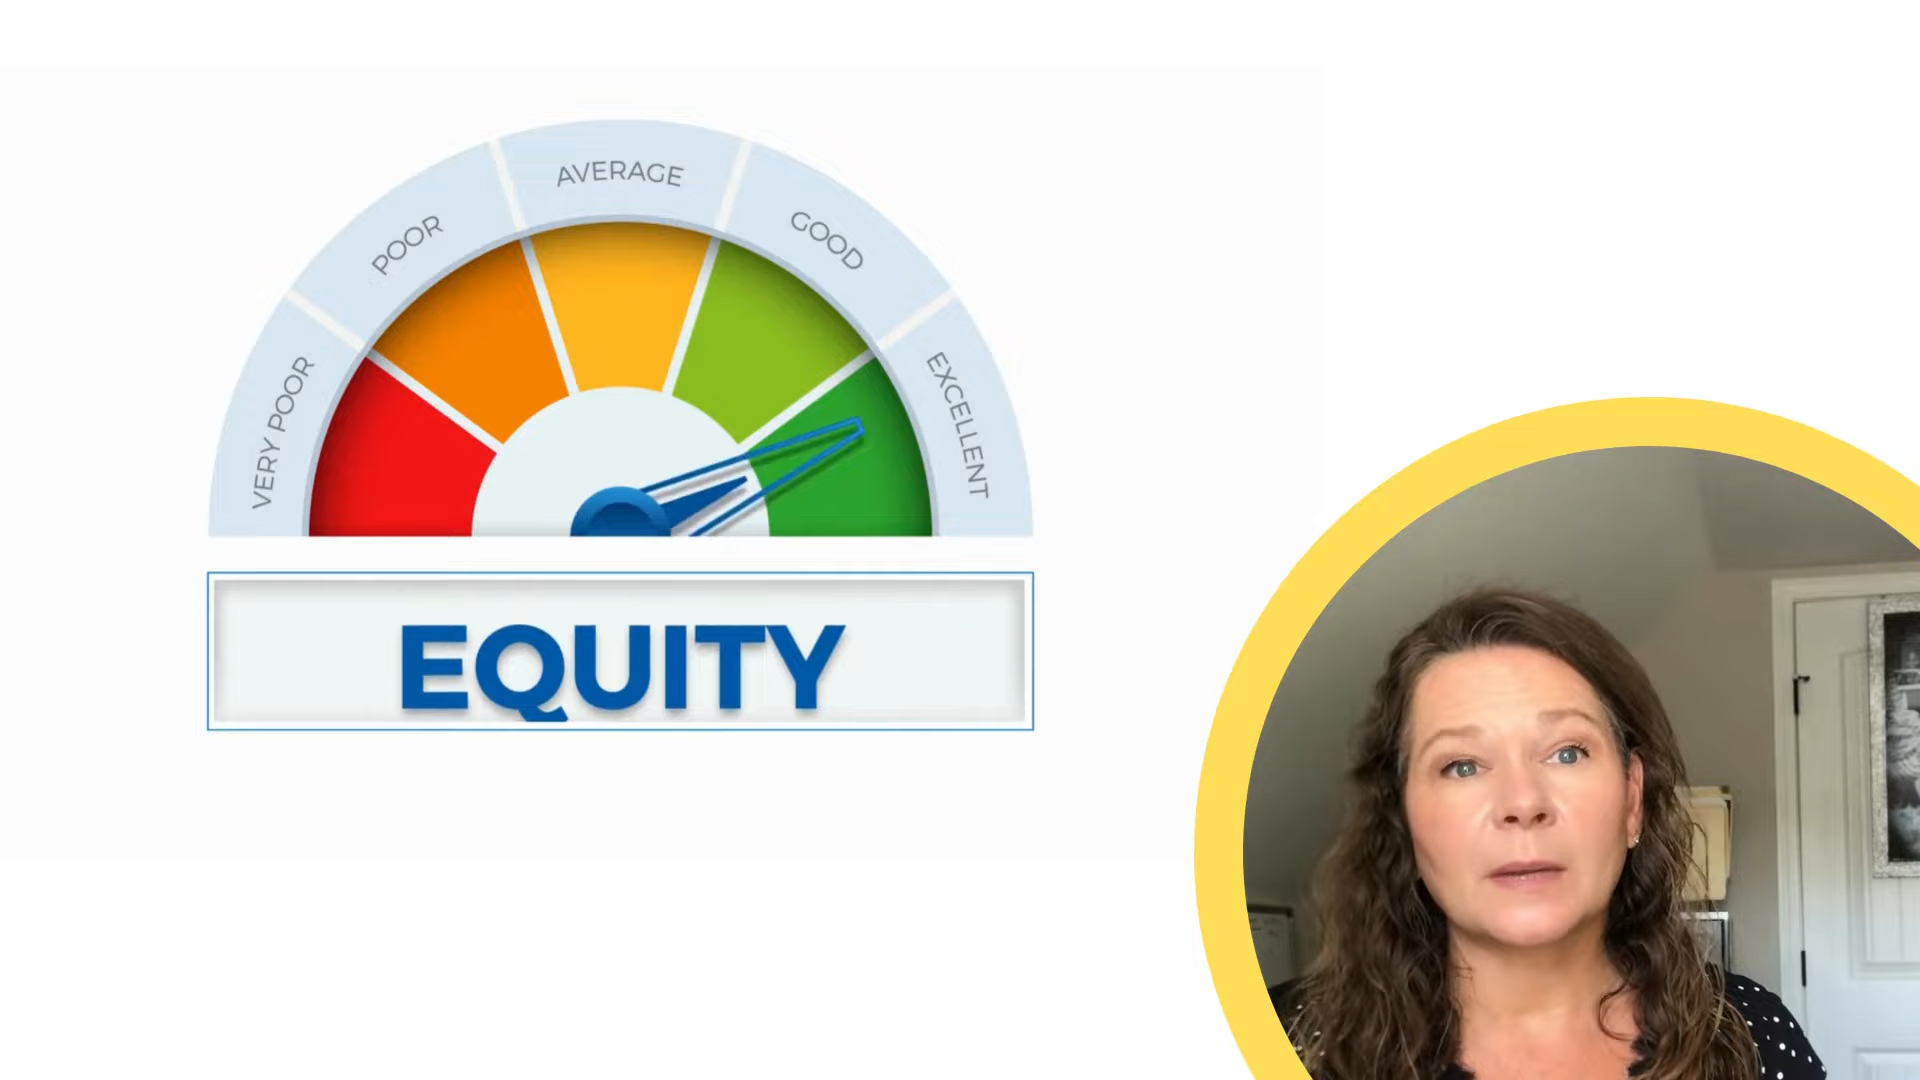 VERY POOR
POOR
AVERAGE
GOOD
EXCELLENT
EQUITY